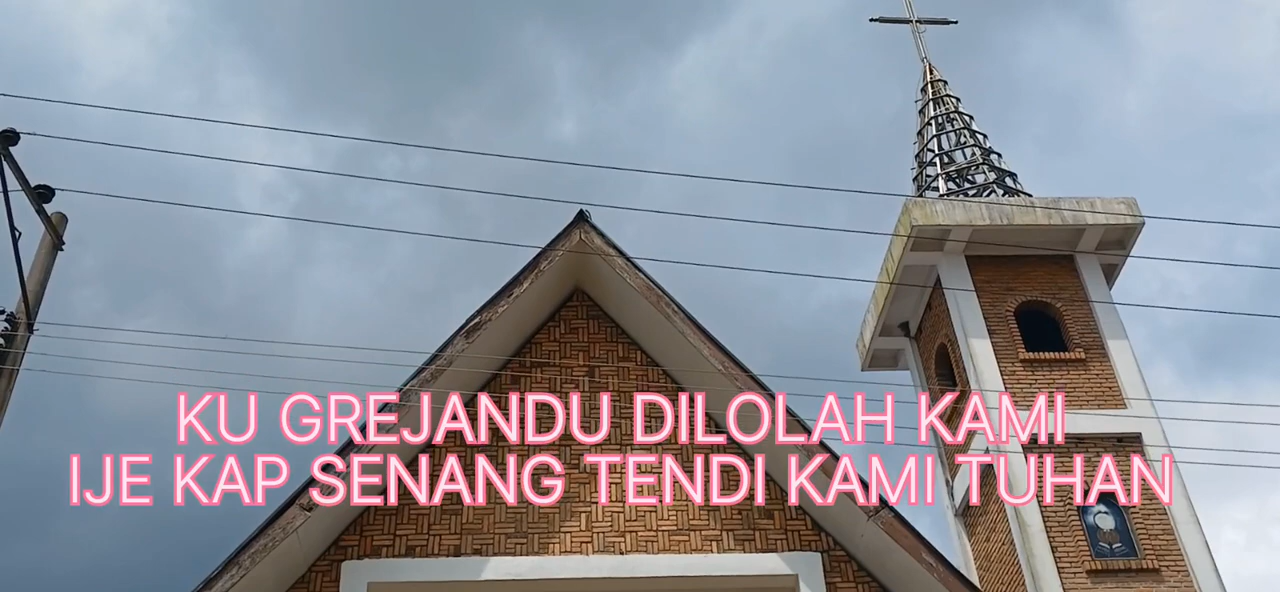 KU GREJANDU DILOLAH KAMI
IJE KAP SENANG TENDI KAMI TUHAN